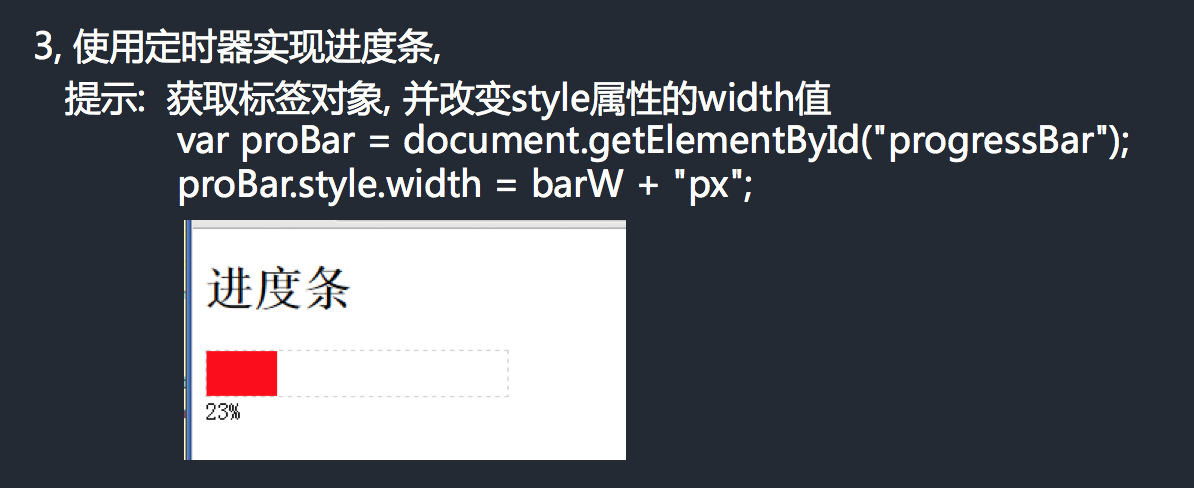 3, 使用定时器实现进度条,
提示:  获取标签对象, 并改变style属性的width值
var proBar = document.getElementById("progressBar");
proBar.style.width = barW + "px";
进度条
23%